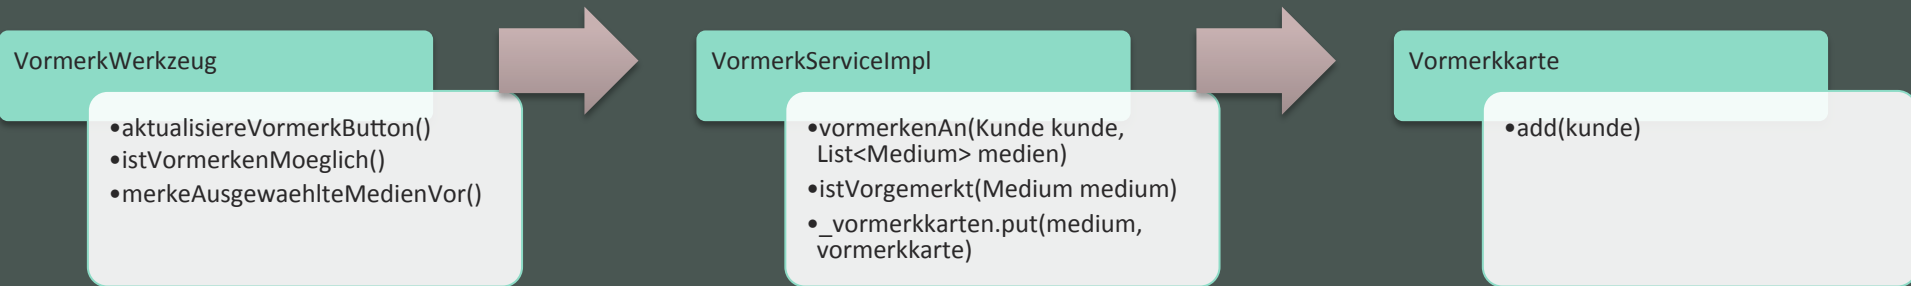 VormerkWerkzeug
•aktualisiereVormerkButton()
•istVormerkenMoeglich()
•merkeAusgewaehlteMedienVor()
VormerkServiceImpl
•vormerkenAn(Kunde kunde,
List<Medium> medien)
•istVorgemerkt(Medium medium)
•_vormerkkarten.put(medium,
vormerkkarte)
Vormerkkarte
•add(kunde)